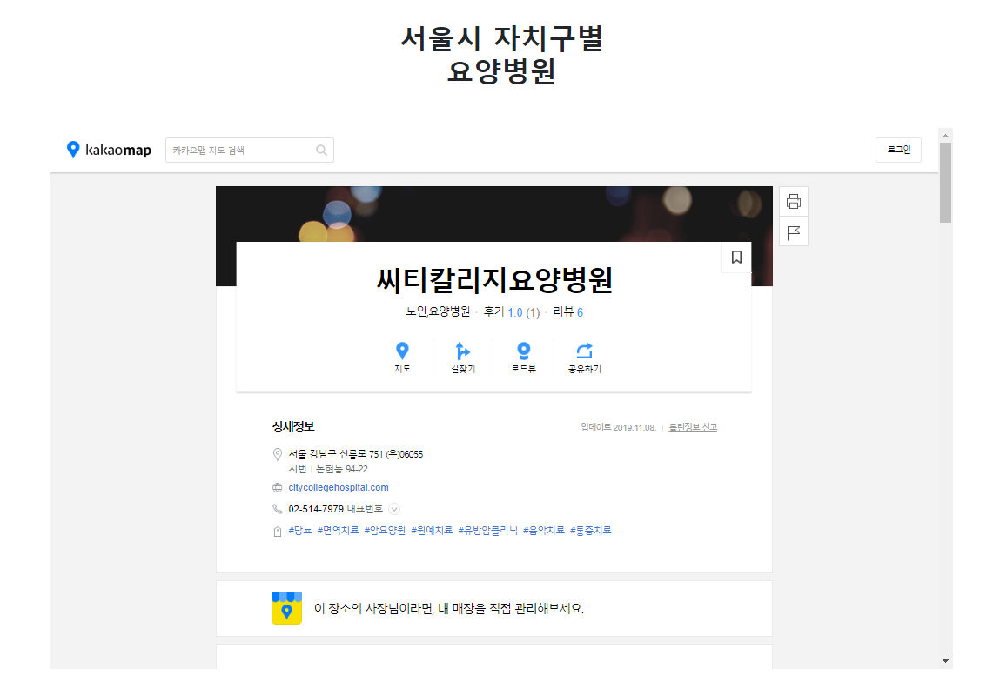 서울시 자치구별
요양병원
kakaomap
카카오맵 지도 검색
로그인
씨티칼리지요양병원
노인,요양병원 · 후기 1.0 (1) · 리뷰 6
지도 길찾기 로드뷰 공유하기
상세정보
업데이트 2019.11.08. | 틀린정보 신고
서울 강남구 선릉로 751 (우)06055
지번 | 논현동 94-22
citycollegehospital.com
02-514-7979 대표번호
#당뇨 #면역치료 #암요양원 #원예치료 #유방암클리닉 #음악치료 #통증치료
이 장소의 사장님이라면, 내 매장을 직접 관리해보세요.